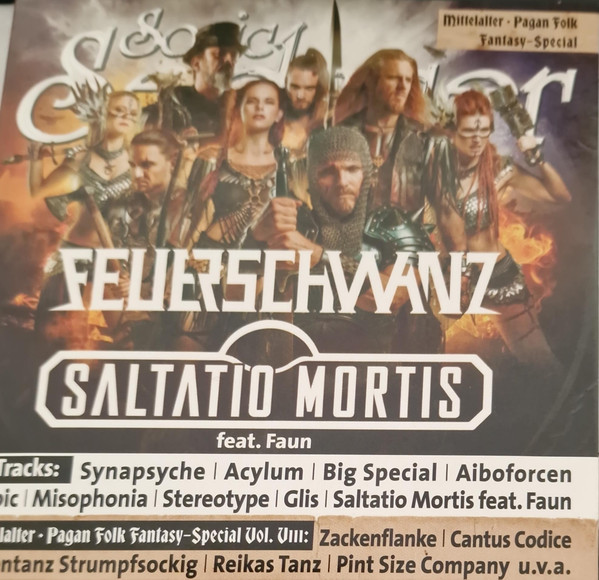 Sonic
Mittelalter · Pagan Folk
Fantasy-Special
FEUERSCHWANZ
SALTATIO MORTIS
feat. Faun
Tracks: Synapsyche | Acylum | Big Special | Aiboforcen
Misophonia | Stereotype | Glis | Saltatio Mortis feat. Faun
Pagan Folk Fantasy-Special Vol. VIII: Zackenflanke | Cantus Codice
Strumpfsockig | Reikas Tanz | Pint Size Company u.v.a.